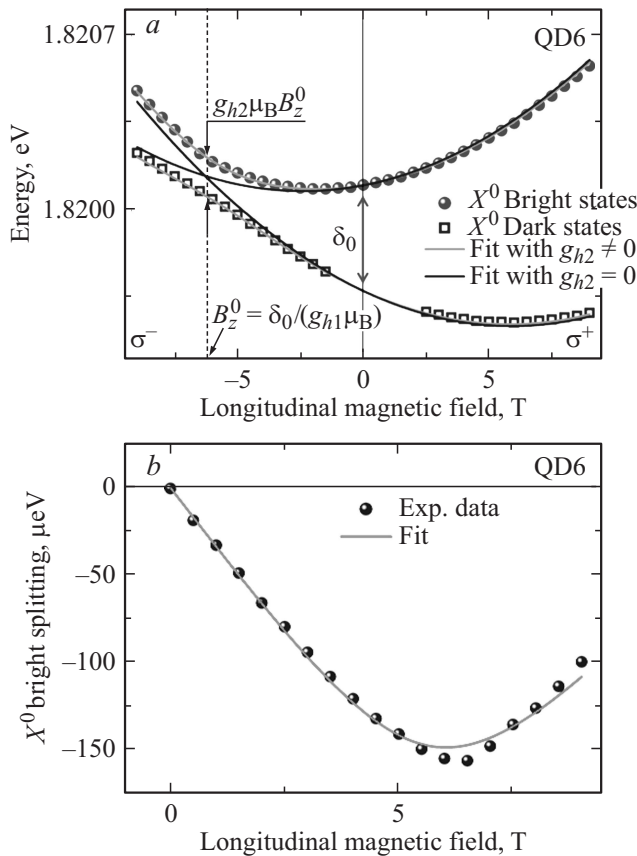 a
QD6
1.8207
g_{h2}μ_B B_z^0
Energy, eV
1.8200
X^0 Bright states
X^0 Dark states
Fit with g_{h2} ≠ 0
Fit with g_{h2} = 0
δ_0
B_z^0 = δ_0/(g_{h1}μ_B)
σ^−
σ^+
−5 0 5
Longitudinal magnetic field, T
b
QD6
0
Exp. data
Fit
−50
X^0 bright splitting, μeV
−100
−150
0 5
Longitudinal magnetic field, T